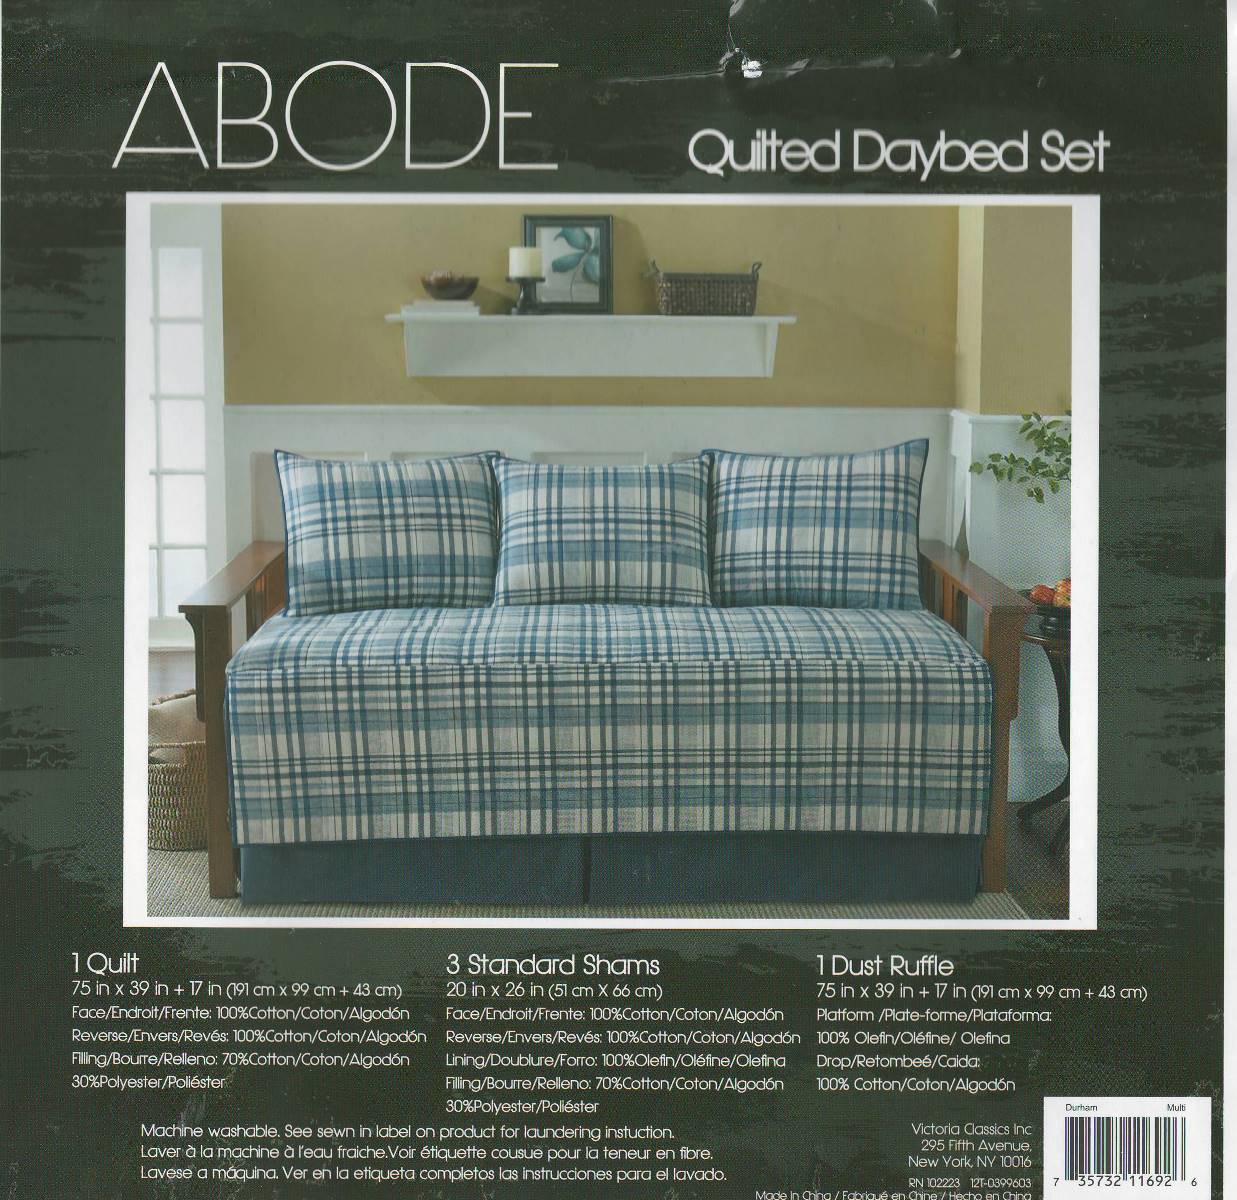 ABODE
Quilted Daybed Set
1 Quilt
75 in x 39 in + 17 in (191 cm x 99 cm + 43 cm)
Face/Endroit/Frente: 100%Cotton/Coton/Algodón
Reverse/Envers/Revés: 100%Cotton/Coton/Algodón
Filling/Bourre/Relleno: 70%Cotton/Coton/Algodón
30%Polyester/Poliéster
3 Standard Shams
20 in x 26 in (51 cm X 66 cm)
Face/Endroit/Frente: 100%Cotton/Coton/Algodón
Reverse/Envers/Revés: 100%Cotton/Coton/Algodón
Lining/Doublure/Forro: 100%Olefin/Oléfine/Olefina
Filling/Bourre/Relleno: 70%Cotton/Coton/Algodón
30%Polyester/Poliéster
1 Dust Ruffle
75 in x 39 in + 17 in (191 cm x 99 cm + 43 cm)
Platform /Plate-forme/Plataforma:
100% Olefin/Oléfine/ Olefina
Drop/Retombeé/Caida:
100% Cotton/Coton/Algodón
Machine washable. See sewn in label on product for laundering instuction.
Laver à la machine à l'eau fraiche.Voir étiquette cousue pour la teneur en fibre.
Lavese a máquina. Ver en la etiqueta completos las instrucciones para el lavado.
Victoria Classics Inc
295 Fifth Avenue,
New York, NY 10016
RN 102223 12T-0399603
Made In China / Fabriqué en Chine / Hecho en China
Durham Multi
7 35732 11692 6